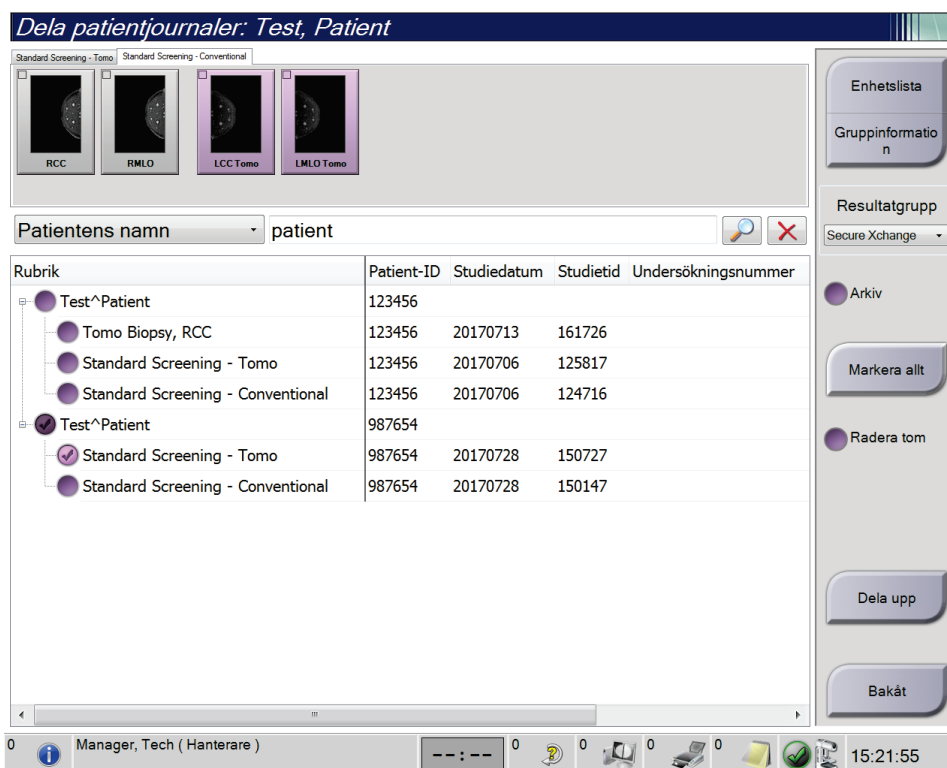 Dela patientjournaler: Test, Patient
Standard Screening - Tomo Standard Screening - Conventional
RCC RMLO LCC Tomo LMLO Tomo
Enhetslista
Gruppinformatio
n
Resultatgrupp
Secure Xchange
Patientens namn patient
Rubrik Patient-ID Studiedatum Studietid Undersökningsnummer
Test^Patient 123456
Tomo Biopsy, RCC 123456 20170713 161726
Standard Screening - Tomo 123456 20170706 125817
Standard Screening - Conventional 123456 20170706 124716
Test^Patient 987654
Standard Screening - Tomo 987654 20170728 150727
Standard Screening - Conventional 987654 20170728 150147
Arkiv
Markera allt
Radera tom
Dela upp
Bakåt
0 Manager, Tech ( Hanterare ) --:-- 0 0 0 0 15:21:55